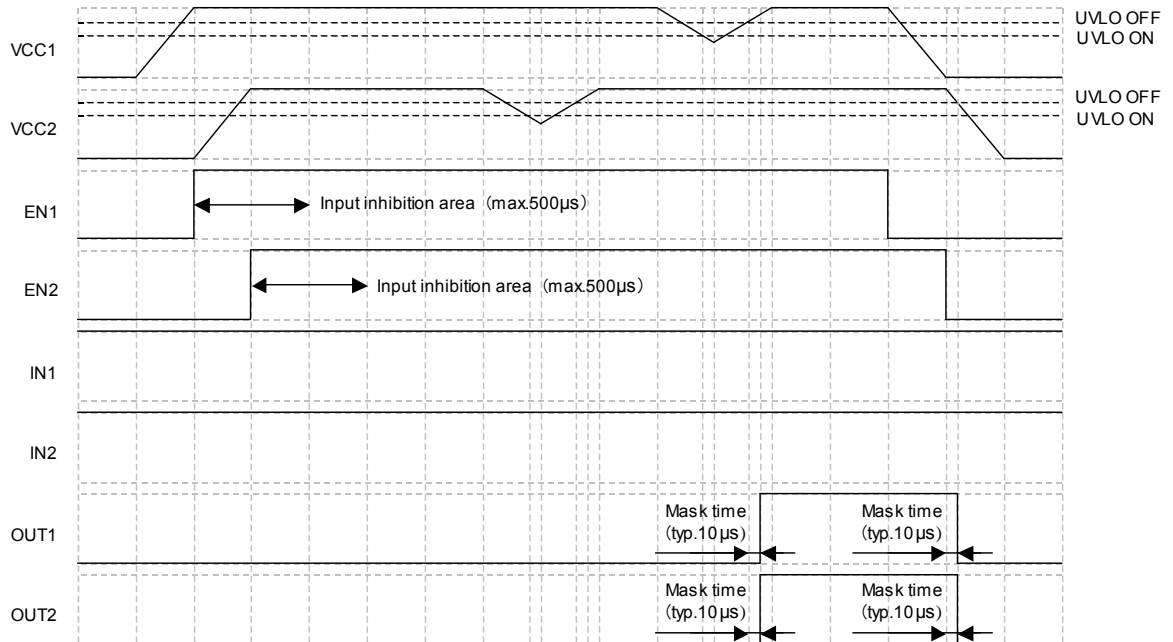 VCC1
UVLO OFF
UVLO ON
VCC2
UVLO OFF
UVLO ON
EN1
Input inhibition area (max.500μs)
EN2
Input inhibition area (max.500μs)
IN1
IN2
OUT1
Mask time
(typ.10μs)
Mask time
(typ.10μs)
OUT2
Mask time
(typ.10μs)
Mask time
(typ.10μs)